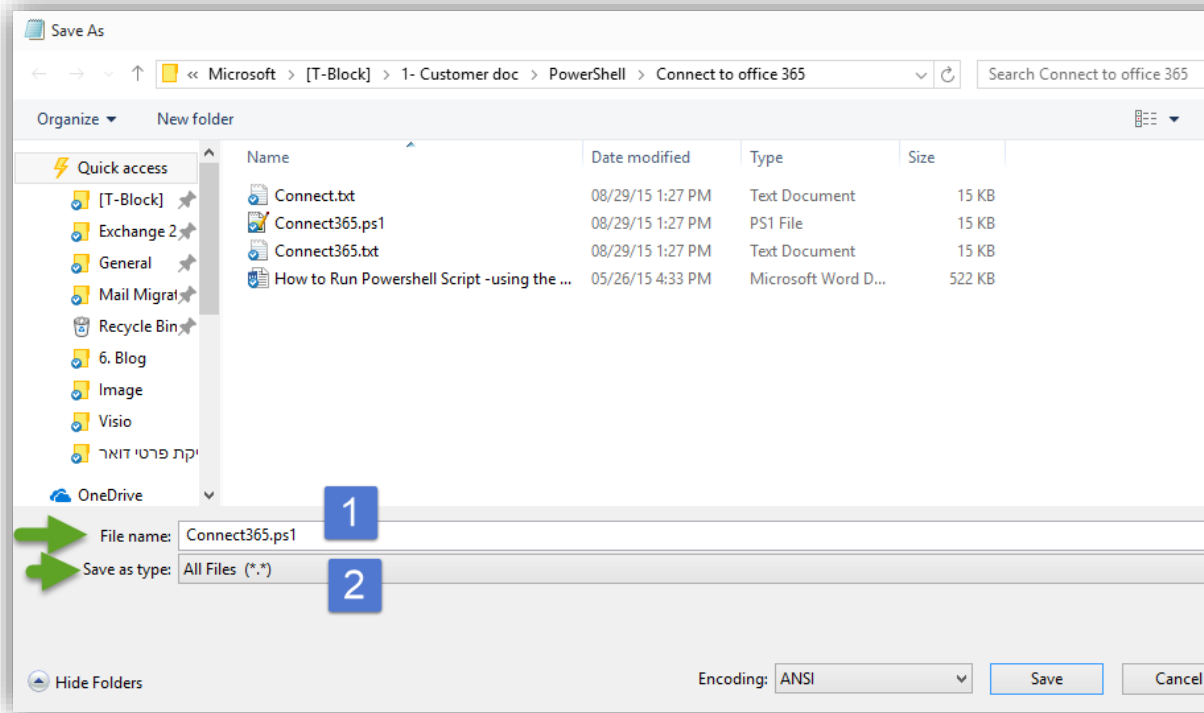 Save As
« Microsoft > [T-Block] > 1- Customer doc > PowerShell > Connect to office 365
Search Connect to office 365
Organize
New folder
Name
Date modified
Type
Size
Quick access
[T-Block]
Exchange 2
General
Mail Migrat
Recycle Bin
6. Blog
Image
Visio
יקת פרטי דואר
OneDrive
Connect.txt 08/29/15 1:27 PM Text Document 15 KB
Connect365.ps1 08/29/15 1:27 PM PS1 File 15 KB
Connect365.txt 08/29/15 1:27 PM Text Document 15 KB
How to Run Powershell Script -using the ... 05/26/15 4:33 PM Microsoft Word D... 522 KB
1
File name: Connect365.ps1
Save as type: All Files (*.*)
2
Hide Folders
Encoding: ANSI
Save
Cancel